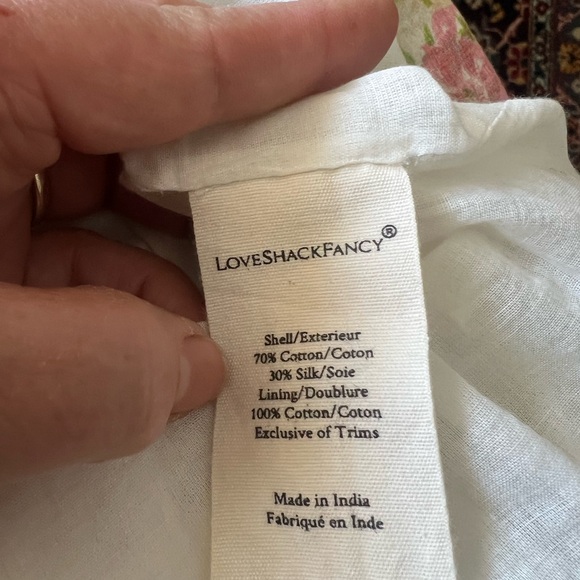 LoveShackFancy®
Shell/Exterieur
70% Cotton/Coton
30% Silk/Soie
Lining/Doublure
100% Cotton/Coton
Exclusive of Trims
Made in India
Fabriqué en Inde